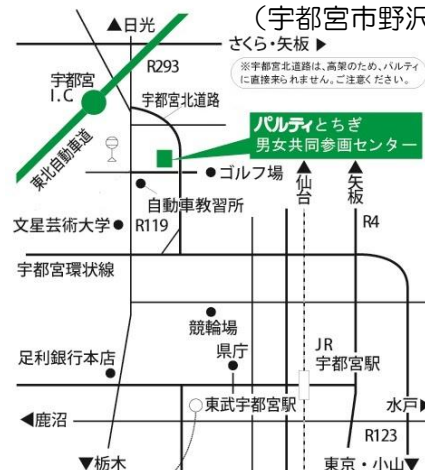 (宇都宮市野沢
▲日光
さくら・矢板 ▶
R293
※宇都宮北道路は、高架のため、パルティ
に直接来られません。ご注意ください。
宇都宮
I.C
宇都宮北道路
パルティとちぎ
男女共同参画センター
東北自動車道
ゴルフ場
▲仙台
▲矢板
自動車教習所
文星芸術大学
R119
R4
宇都宮環状線
競輪場
県庁
JR
宇都宮駅
足利銀行本店
東武宇都宮駅
水戸▶
◀鹿沼
R123
▼栃木
東京・小山▼